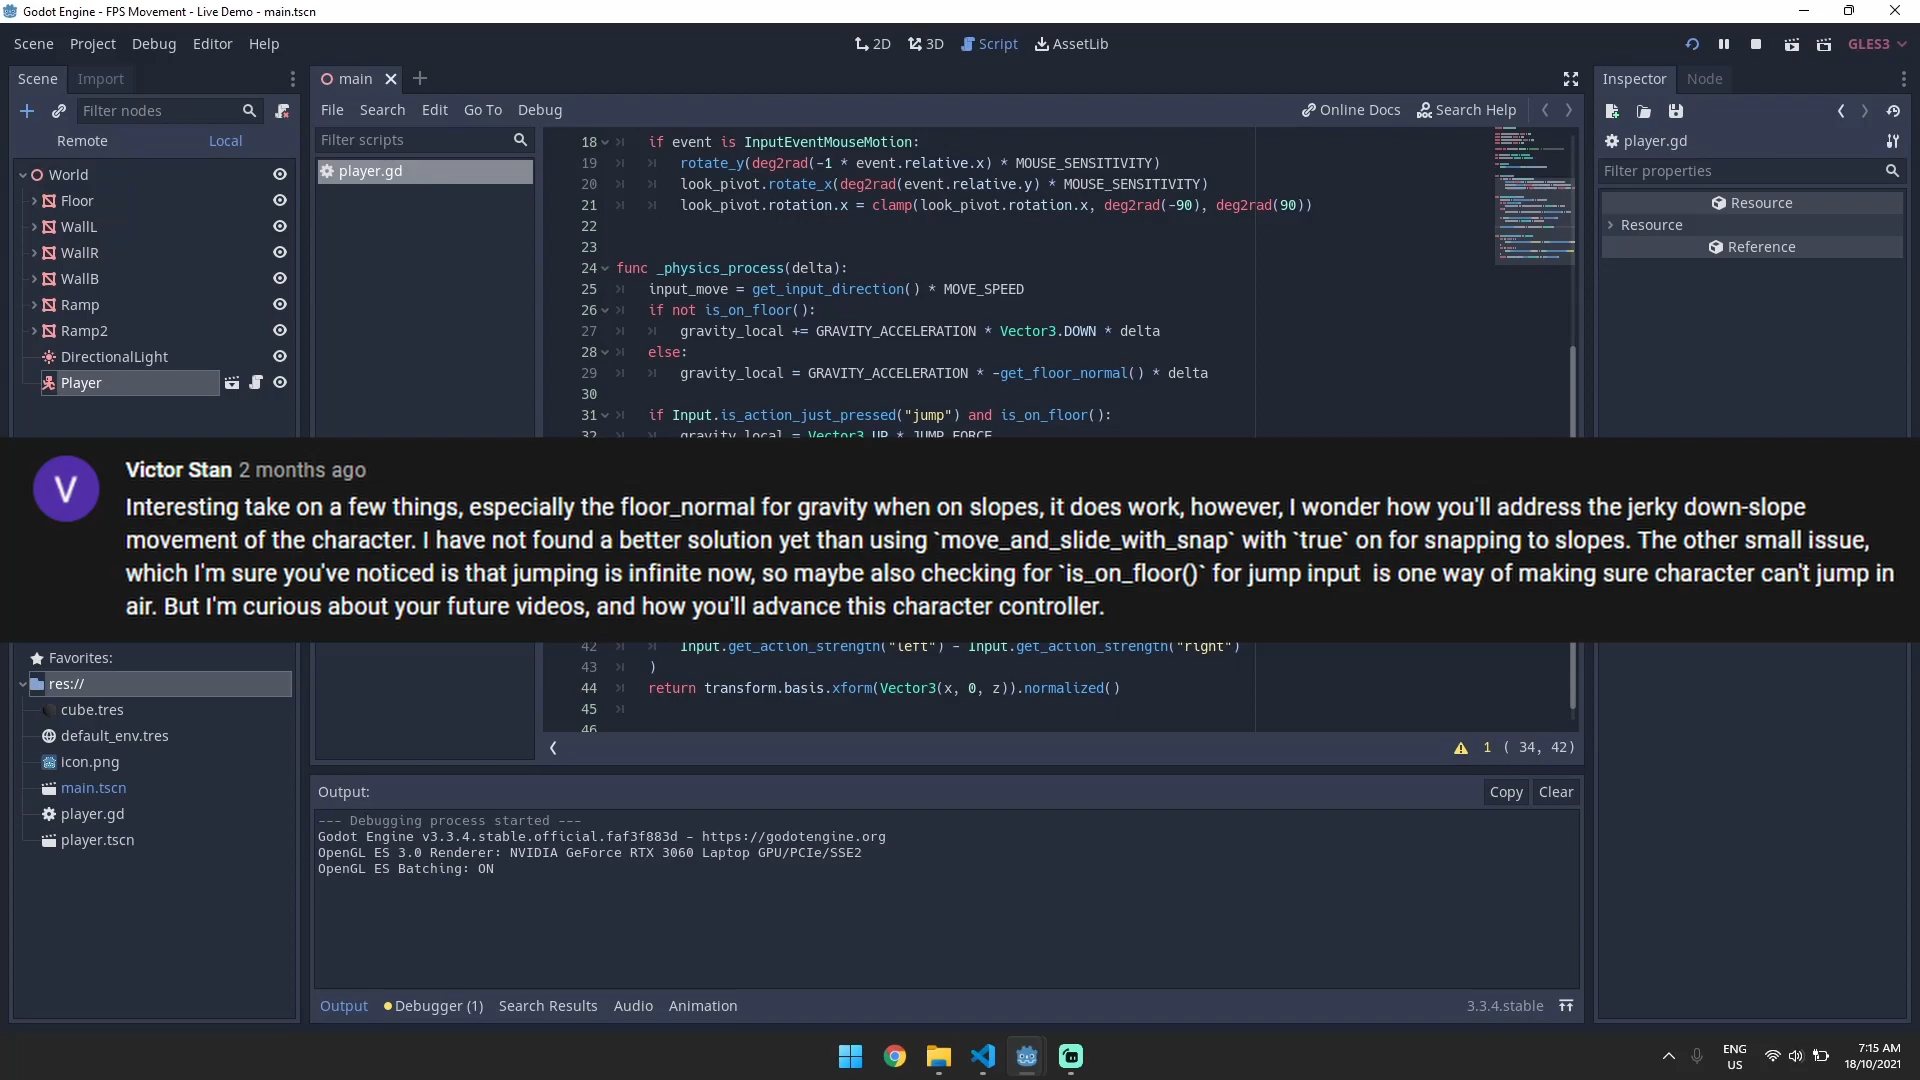 Godot Engine - FPS Movement - Live Demo - main.tscn
Scene Project Debug Editor Help
2D 3D Script AssetLib
GLES3
Scene Import
main
Inspector Node
Filter nodes
File Search Edit Go To Debug
Online Docs Search Help
Remote Local
Filter scripts
player.gd
player.gd
Filter properties
Resource
Resource
Reference
World
Floor
WallL
WallR
WallB
Ramp
Ramp2
DirectionalLight
Player
18 if event is InputEventMouseMotion:
19 rotate_y(deg2rad(-1 * event.relative.x) * MOUSE_SENSITIVITY)
20 look_pivot.rotate_x(deg2rad(event.relative.y) * MOUSE_SENSITIVITY)
21 look_pivot.rotation.x = clamp(look_pivot.rotation.x, deg2rad(-90), deg2rad(90))
22
23
24 func _physics_process(delta):
25 input_move = get_input_direction() * MOVE_SPEED
26 if not is_on_floor():
27 gravity_local += GRAVITY_ACCELERATION * Vector3.DOWN * delta
28 else:
29 gravity_local = GRAVITY_ACCELERATION * -get_floor_normal() * delta
30
31 if Input.is_action_just_pressed("jump") and is_on_floor():
32 gravity_local = Vector3.UP * JUMP_FORCE
V
Victor Stan 2 months ago
Interesting take on a few things, especially the floor_normal for gravity when on slopes, it does work, however, I wonder how you'll address the jerky down-slope
movement of the character. I have not found a better solution yet than using `move_and_slide_with_snap` with `true` on for snapping to slopes. The other small issue,
which I'm sure you've noticed is that jumping is infinite now, so maybe also checking for `is_on_floor()` for jump input is one way of making sure character can't jump in
air. But I'm curious about your future videos, and how you'll advance this character controller.
42 Input.get_action_strength("left") - Input.get_action_strength("right")
43 )
44 return transform.basis.xform(Vector3(x, 0, z)).normalized()
45
46
1 ( 34, 42)
Favorites:
res://
cube.tres
default_env.tres
icon.png
main.tscn
player.gd
player.tscn
Output:
Copy Clear
--- Debugging process started ---
Godot Engine v3.3.4.stable.official.faf3f883d - https://godotengine.org
OpenGL ES 3.0 Renderer: NVIDIA GeForce RTX 3060 Laptop GPU/PCIe/SSE2
OpenGL ES Batching: ON
Output Debugger (1) Search Results Audio Animation
3.3.4.stable
ENG
US
7:15 AM
18/10/2021